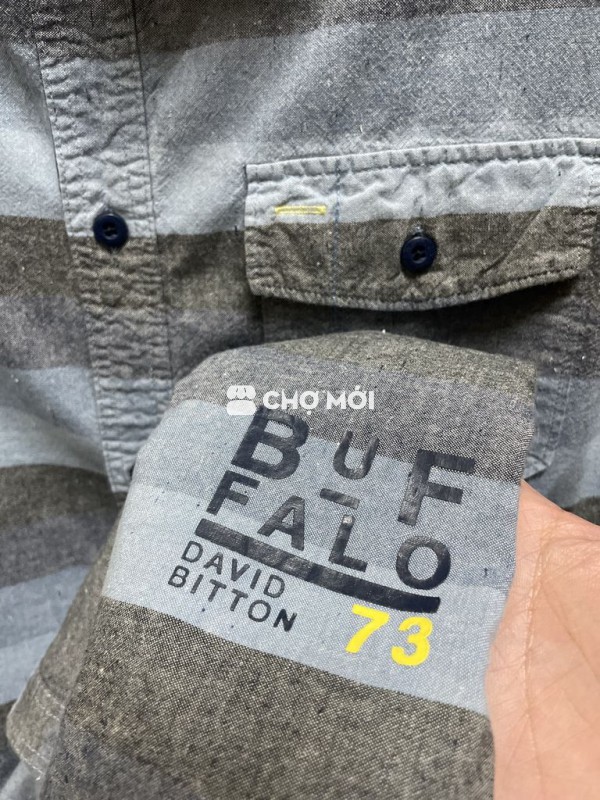 CHỢ MỚI
BUF
FALO
DAVID
BITTON
73